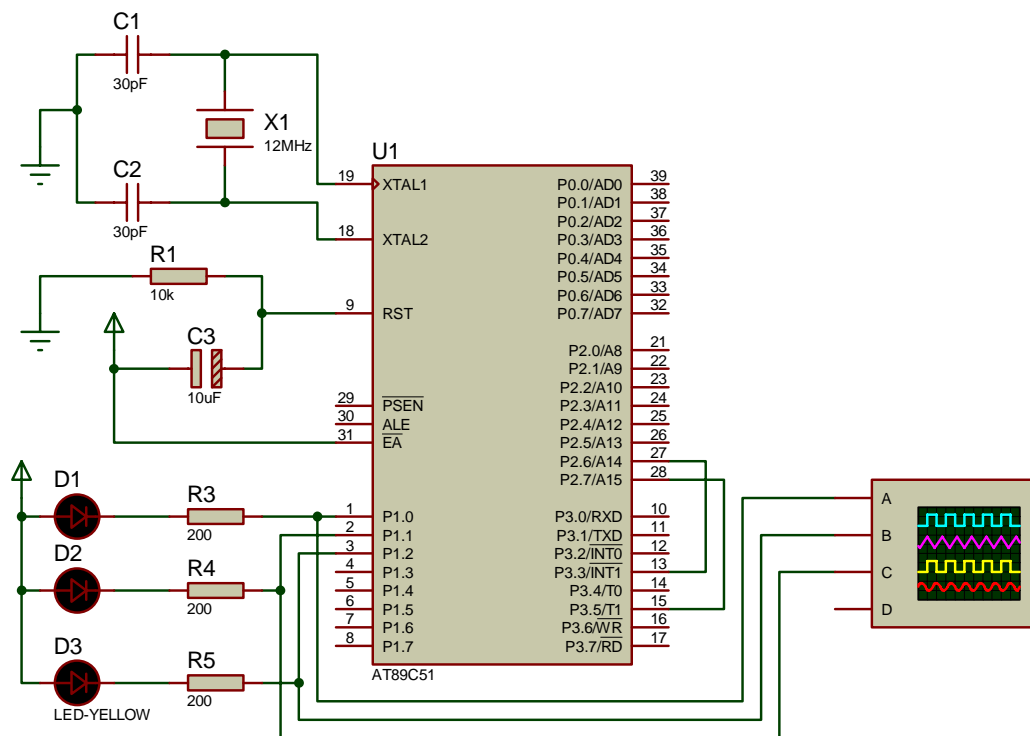 C1
30pF
X1
12MHz
C2
30pF
R1
10k
C3
10uF
U1
19 XTAL1
18 XTAL2
9 RST
29 PSEN
30 ALE
31 EA
1 P1.0
2 P1.1
3 P1.2
4 P1.3
5 P1.4
6 P1.5
7 P1.6
8 P1.7
P0.0/AD0 39
P0.1/AD1 38
P0.2/AD2 37
P0.3/AD3 36
P0.4/AD4 35
P0.5/AD5 34
P0.6/AD6 33
P0.7/AD7 32
P2.0/A8 21
P2.1/A9 22
P2.2/A10 23
P2.3/A11 24
P2.4/A12 25
P2.5/A13 26
P2.6/A14 27
P2.7/A15 28
P3.0/RXD 10
P3.1/TXD 11
P3.2/INT0 12
P3.3/INT1 13
P3.4/T0 14
P3.5/T1 15
P3.6/WR 16
P3.7/RD 17
AT89C51
D1
R3
200
D2
R4
200
D3
LED-YELLOW
R5
200
A
B
C
D